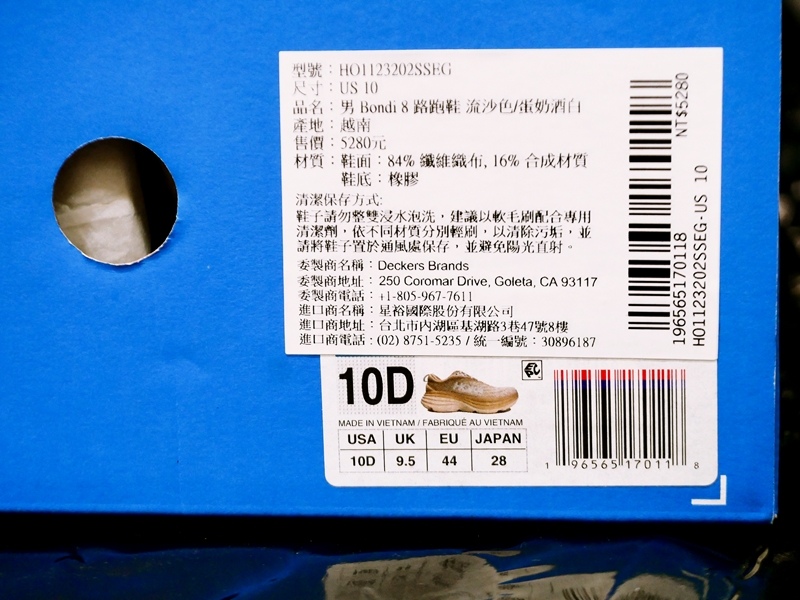 型號：HO1123202SSEG
尺寸：US 10
品名：男 Bondi 8 路跑鞋 流沙色/蛋奶酒白
產地：越南
售價：5280元
材質：鞋面：84% 纖維織布, 16% 合成材質
鞋底：橡膠
清潔保存方式:
鞋子請勿整雙浸水泡洗，建議以軟毛刷配合專用
清潔劑，依不同材質分別輕刷，以清除污垢，並
請將鞋子置於通風處保存，並避免陽光直射。
委製商名稱：Deckers Brands
委製商地址：250 Coromar Drive, Goleta, CA 93117
委製商電話：+1-805-967-7611
進口商名稱：星裕國際股份有限公司
進口商地址：台北市內湖區基湖路3巷47號8樓
進口商電話：(02) 8751-5235 / 統一編號：30896187
NT$5280
196565170118
HO1123202SSEG-US 10
10D
MADE IN VIETNAM / FABRIQUÉ AU VIETNAM
USA UK EU JAPAN
10D 9.5 44 28
1 96565 17011 8